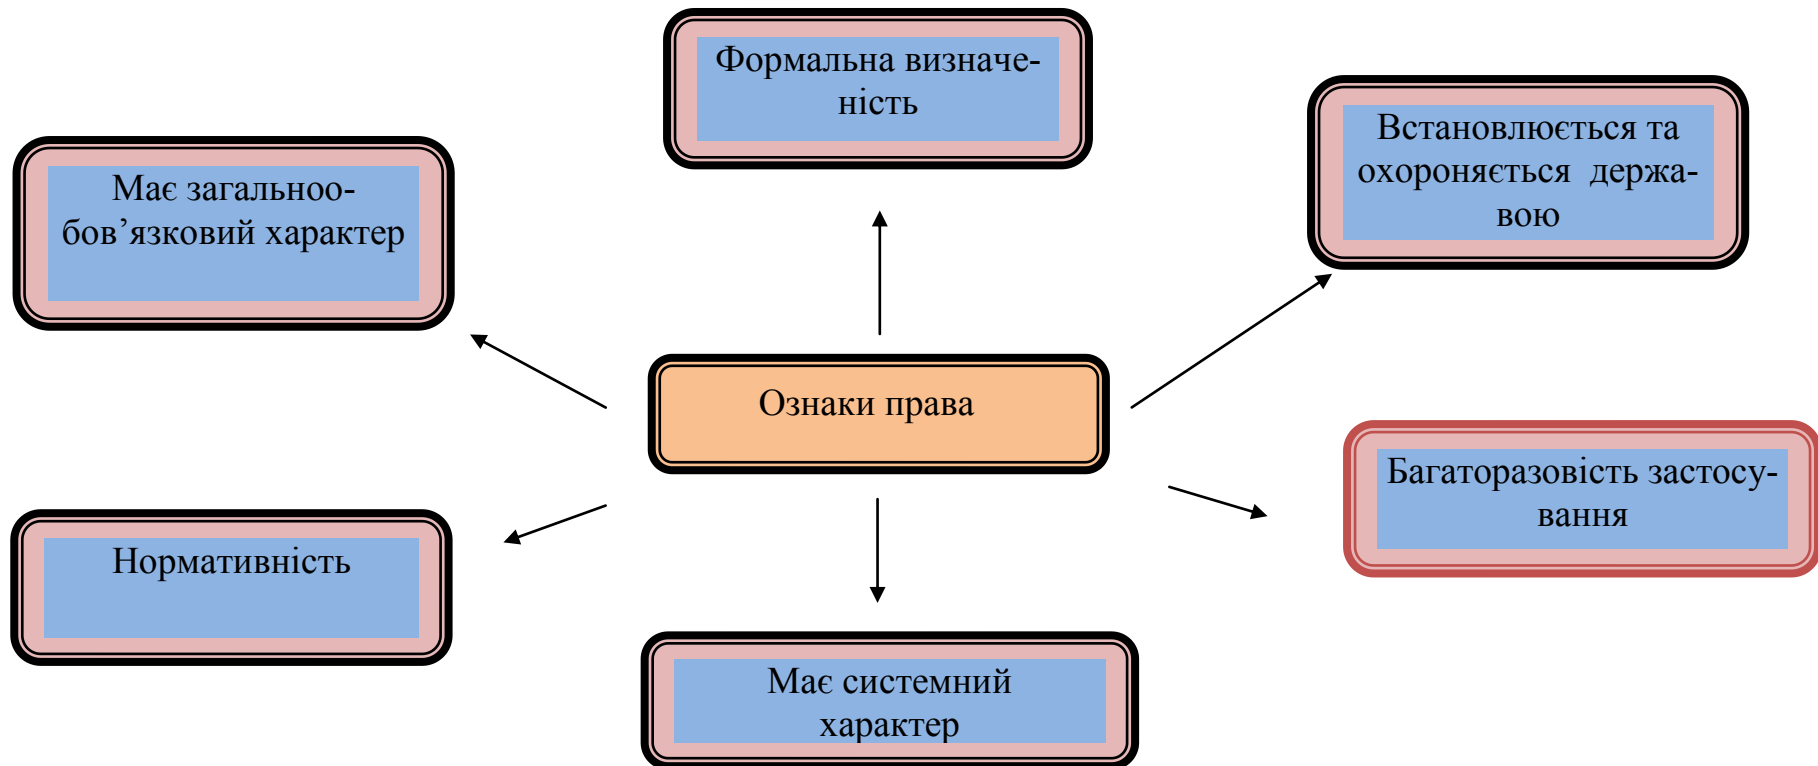 Формальна визначе-
ність
Встановлюється та
охороняється держа-
вою
Має загальноо-
бов’язковий характер
Ознаки права
Багаторазовість застосу-
вання
Нормативність
Має системний
характер